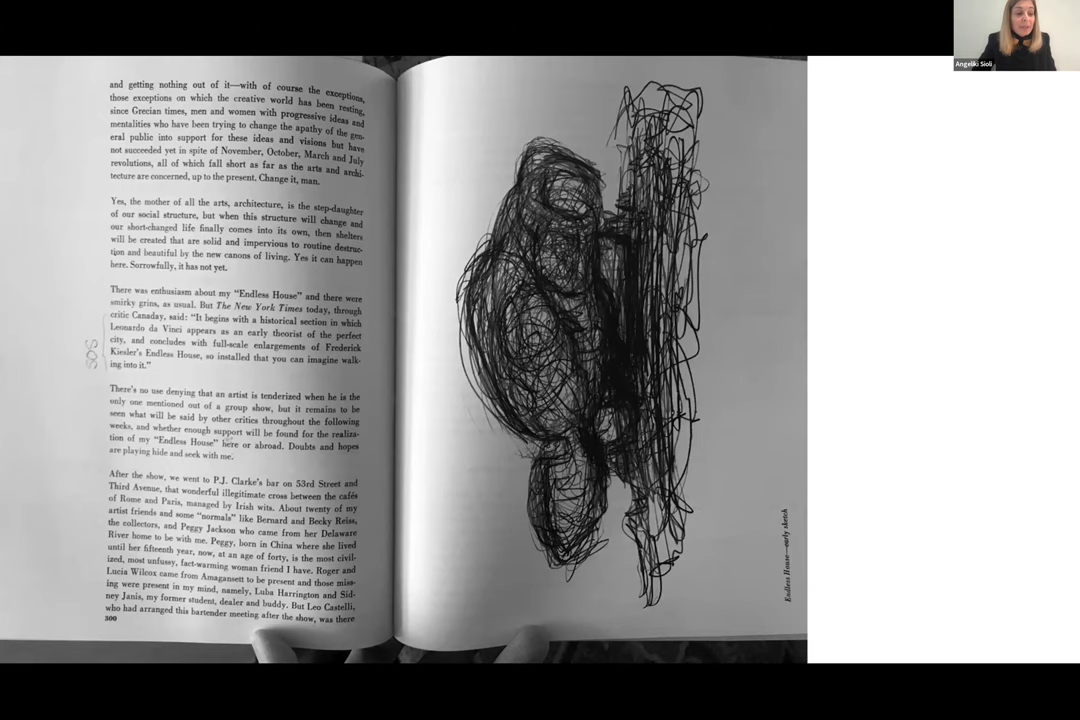 Angeliki Sioli
and getting nothing out of it—with of course the exceptions,
those exceptions on which the creative world has been resting,
since Grecian times, men and women with progressive ideas and
mentalities who have been trying to change the apathy of the gen-
eral public into support for these ideas and visions but have
not succeeded yet in spite of November, October, March and July
revolutions, all of which fall short as far as the arts and archi-
tecture are concerned, up to the present. Change it, man.
Yes, the mother of all the arts, architecture, is the step-daughter
of our social structure, but when this structure will change and
our short-changed life finally comes into its own, then shelters
will be created that are solid and impervious to routine destruc-
tion and beautiful by the new canons of living. Yes it can happen
here. Sorrowfully, it has not yet.
There was enthusiasm about my "Endless House" and there were
smirky grins, as usual. But The New York Times today, through
critic Canaday, said: "It begins with a historical section in which
Leonardo da Vinci appears as an early theorist of the perfect
city, and concludes with full-scale enlargements of Frederick
Kiesler's Endless House, so installed that you can imagine walk-
ing into it."
There's no use denying that an artist is tenderized when he is the
only one mentioned out of a group show, but it remains to be
seen what will be said by other critics throughout the following
weeks, and whether enough support will be found for the realiza-
tion of my "Endless House" here or abroad. Doubts and hopes
are playing hide and seek with me.
After the show, we went to P.J. Clarke's bar on 53rd Street and
Third Avenue, that wonderful illegitimate cross between the cafés
of Rome and Paris, managed by Irish wits. About twenty of my
artist friends and some "normals" like Bernard and Becky Reiss,
the collectors, and Peggy Jackson who came from her Delaware
River home to be with me. Peggy, born in China where she lived
until her fifteenth year, now, at an age of forty, is the most civil-
ized, most unfussy, fact-warming woman friend I have. Roger and
Lucia Wilcox came from Amagansett to be present and those miss-
ing were present in my mind, namely, Luba Harrington and Sid-
ney Janis, my former student, dealer and buddy. But Leo Castelli,
who had arranged this bartender meeting after the show, was there
300
Endless House—early sketch